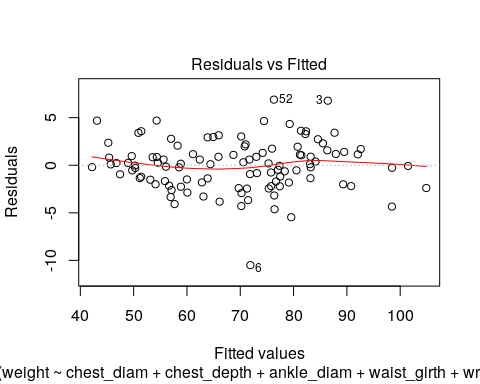 Residuals vs Fitted
Residuals
5
0
-5
-10
52
3
6
40 50 60 70 80 90 100
Fitted values
(weight ~ chest_diam + chest_depth + ankle_diam + waist_girth + wr